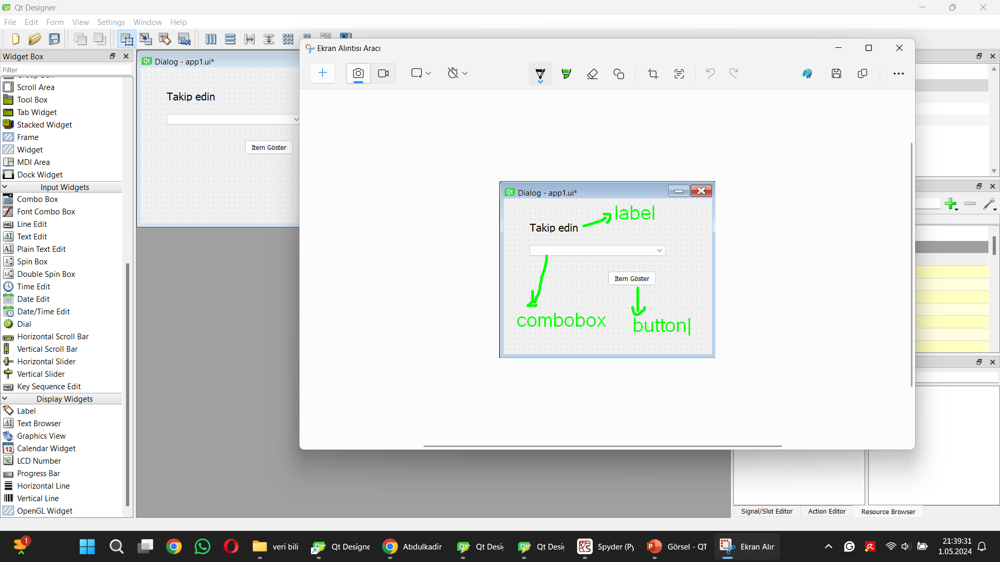 Qt Designer
File Edit Form View Settings Window Help
Widget Box
Filter
Scroll Area
Tool Box
Tab Widget
Stacked Widget
Frame
Widget
MDI Area
Dock Widget
Input Widgets
Combo Box
Font Combo Box
Line Edit
Text Edit
Plain Text Edit
Spin Box
Double Spin Box
Time Edit
Date Edit
Date/Time Edit
Dial
Horizontal Scroll Bar
Vertical Scroll Bar
Horizontal Slider
Vertical Slider
Key Sequence Edit
Display Widgets
Label
Text Browser
Graphics View
Calendar Widget
LCD Number
Progress Bar
Horizontal Line
Vertical Line
OpenGL Widget
Dialog - app1.ui*
Takip edin
Item Göster
Ekran Alıntısı Aracı
Dialog - app1.ui*
label
Takip edin
Item Göster
combobox
button
Signal/Slot Editor Action Editor Resource Browser
1
veri bili
Qt Designe
Abdulkadir
Qt Desig
Qt Desig
Spyder (Py
Görsel - QT
Ekran Alır
21:39:31
1.05.2024